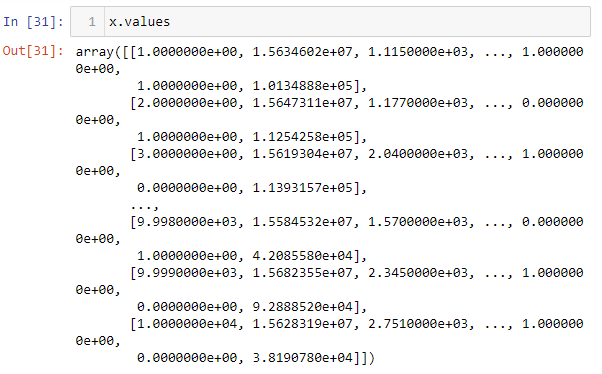 In [31]: 1 x.values
Out[31]: array([[1.0000000e+00, 1.5634602e+07, 1.1150000e+03, ..., 1.000000
0e+00,
1.0000000e+00, 1.0134888e+05],
[2.0000000e+00, 1.5647311e+07, 1.1770000e+03, ..., 0.000000
0e+00,
1.0000000e+00, 1.1254258e+05],
[3.0000000e+00, 1.5619304e+07, 2.0400000e+03, ..., 1.000000
0e+00,
0.0000000e+00, 1.1393157e+05],
...,
[9.9980000e+03, 1.5584532e+07, 1.5700000e+03, ..., 0.000000
0e+00,
1.0000000e+00, 4.2085580e+04],
[9.9990000e+03, 1.5682355e+07, 2.3450000e+03, ..., 1.000000
0e+00,
0.0000000e+00, 9.2888520e+04],
[1.0000000e+04, 1.5628319e+07, 2.7510000e+03, ..., 1.000000
0e+00,
0.0000000e+00, 3.8190780e+04]])